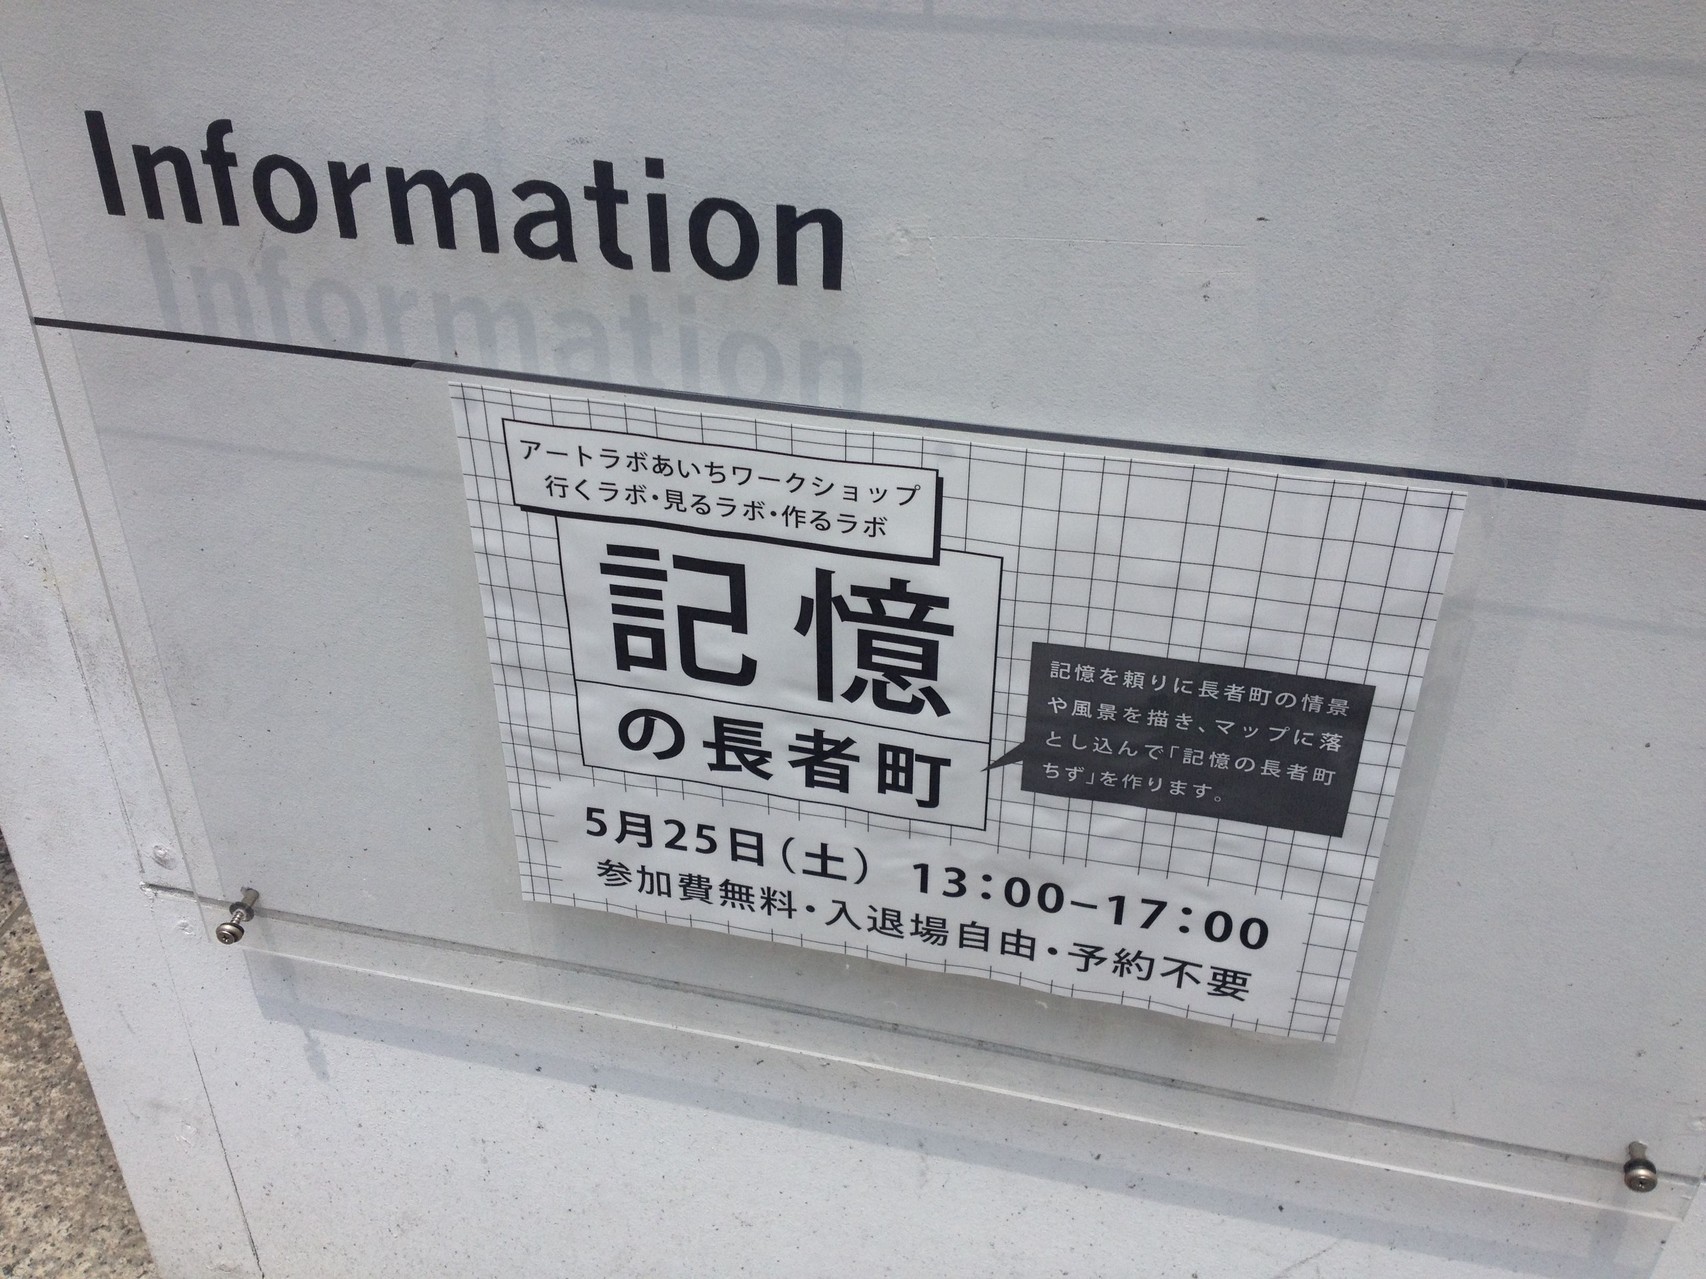 Information
アートラボあいちワークショップ
行くラボ・見るラボ・作るラボ
記憶
の長者町
記憶を頼りに長者町の情景
や風景を描き、マップに落
とし込んで「記憶の長者町
ちず」を作ります。
5月25日(土) 13:00−17:00
参加費無料・入退場自由・予約不要